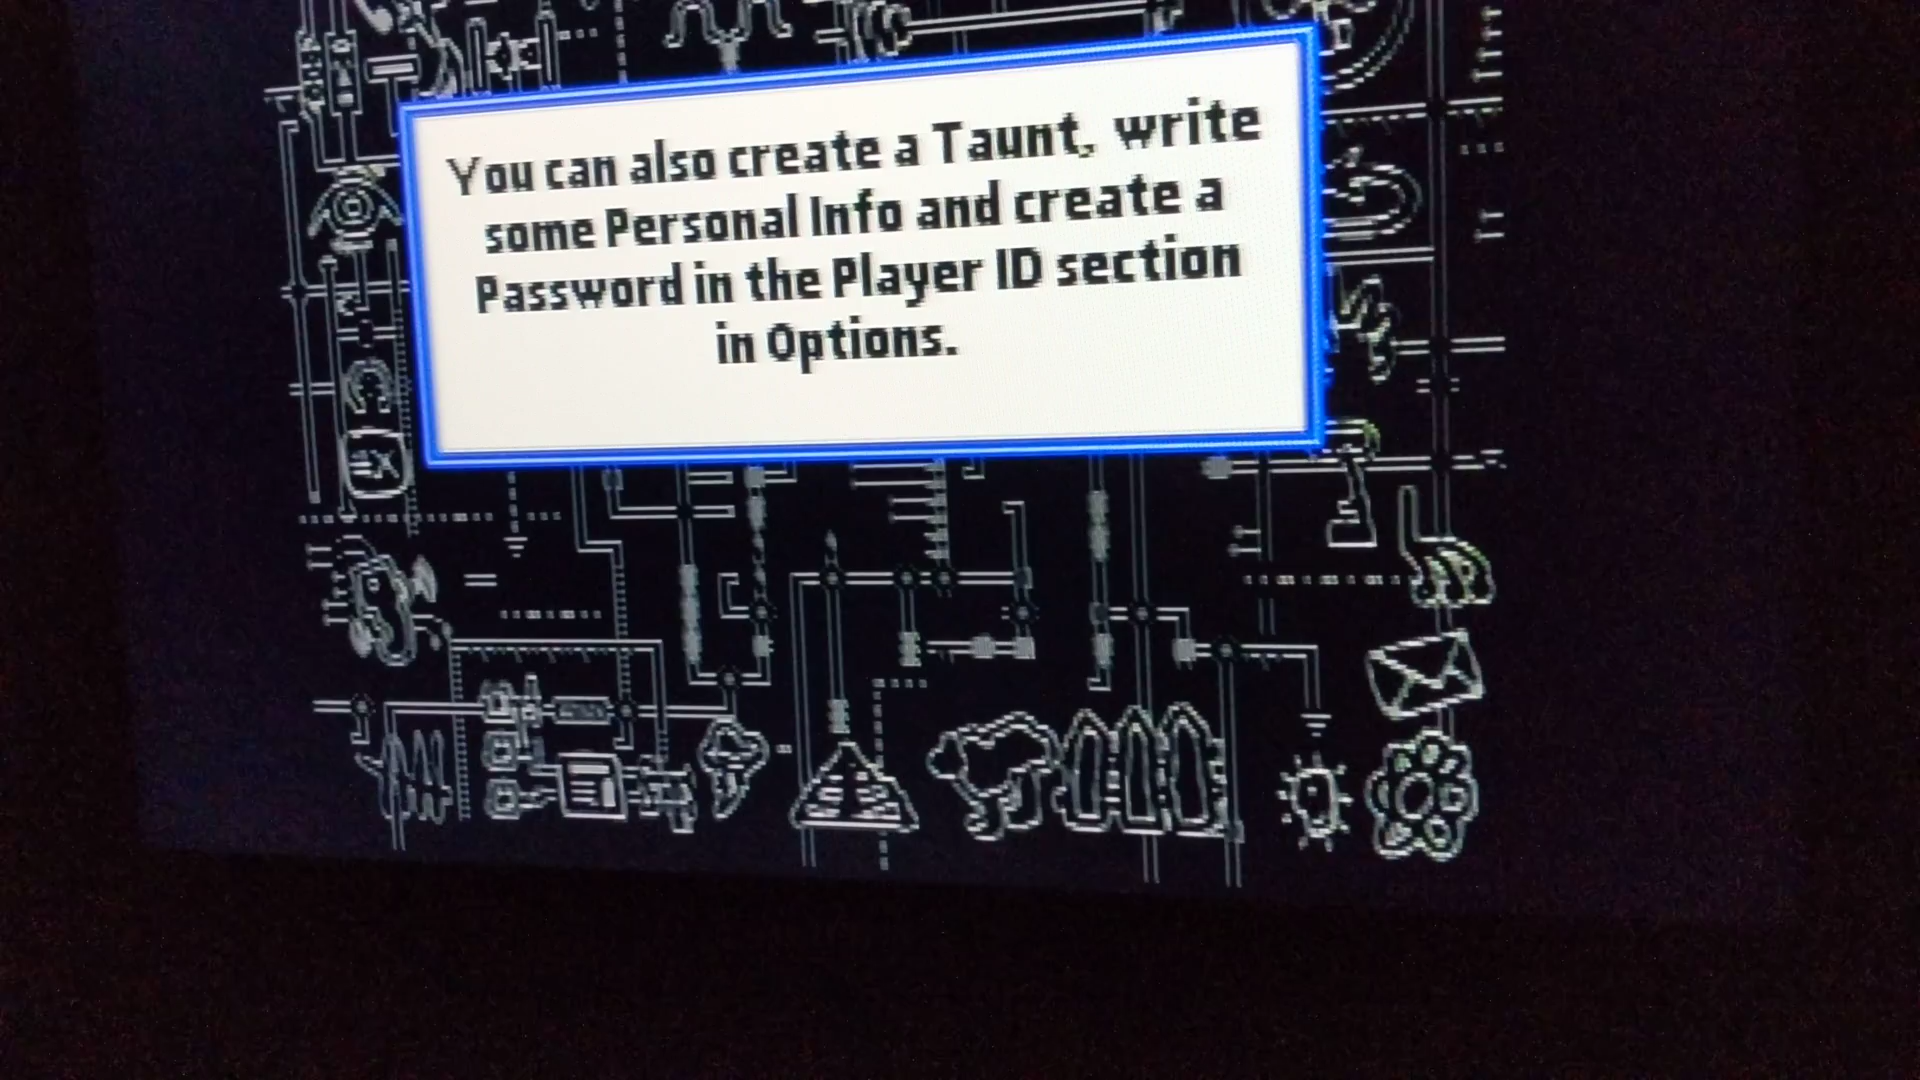 You can also create a Taunt, write
some Personal Info and create a
Password in the Player ID section
in Options.